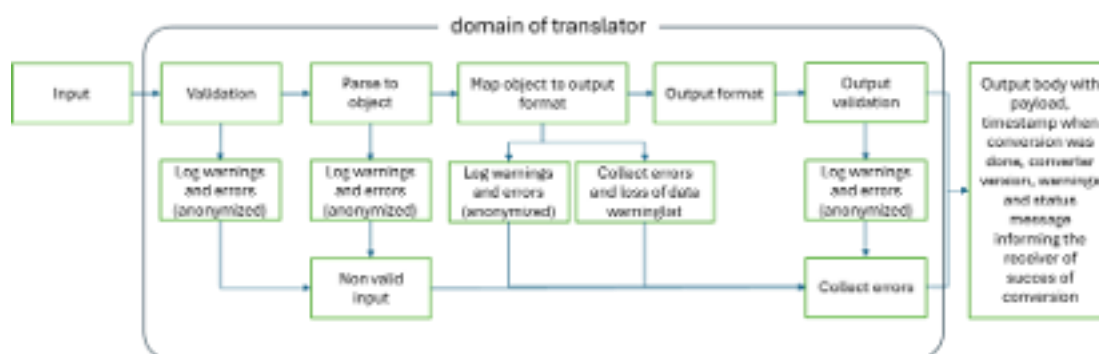 domain of translator
Input
Validation
Parse to
object
Map object to output
format
Output format
Output
validation
Output body with
payload,
timestamp when
conversion was
done, converter
version, warnings
and status
message
informing the
receiver of
succes of
conversion
Log warnings
and errors
(anonymized)
Log warnings
and errors
(anonymized)
Log warnings
and errors
(anonymized)
Collect errors
and loss of data
warninglist
Log warnings
and errors
(anonymized)
Non valid
input
Collect errors